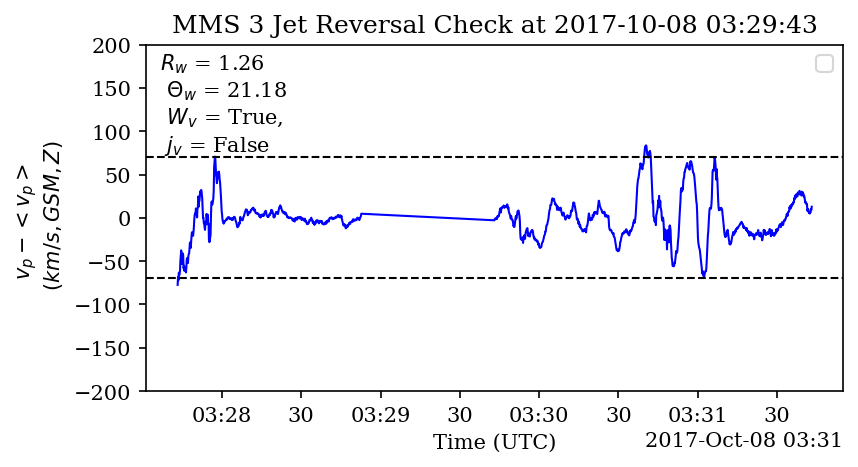 MMS 3 Jet Reversal Check at 2017-10-08 03:29:43
R_w = 1.26
Θ_w = 21.18
W_v = True,
j_v = False
v_p − < v_p >
(km/s, GSM, Z)
200
150
100
50
0
−50
−100
−150
−200
03:28 30 03:29 30 03:30 30 03:31 30
Time (UTC)
2017-Oct-08 03:31